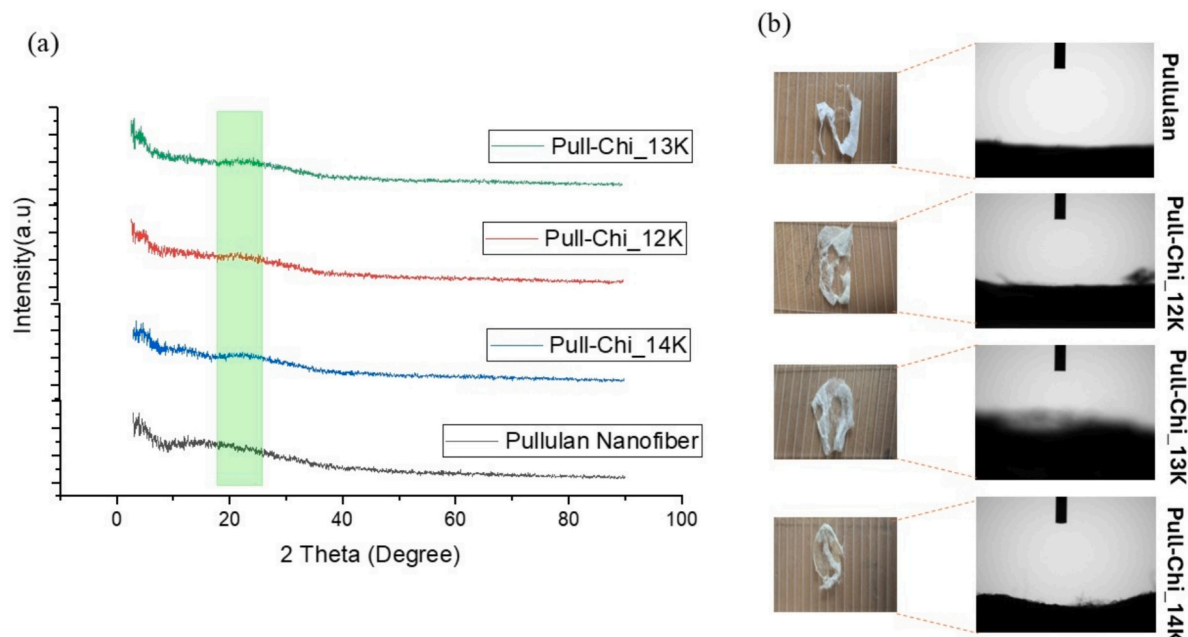 (a)
Pull-Chi_13K
Pull-Chi_12K
Pull-Chi_14K
Pullulan Nanofiber
Intensity(a.u)
0 20 40 60 80 100
2 Theta (Degree)
(b)
Pullulan
Pull-Chi_12K
Pull-Chi_13K
Pull-Chi_14K